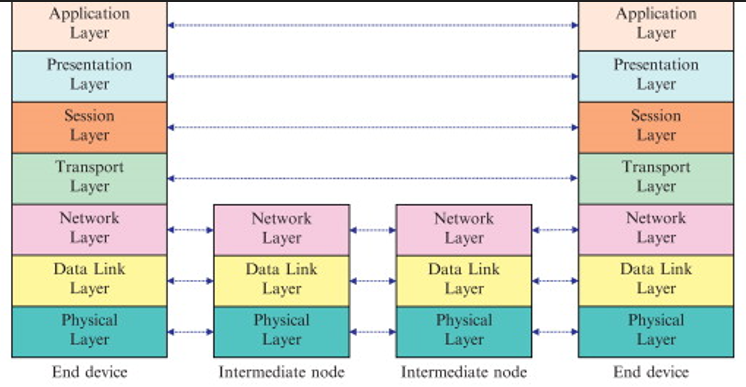 Application
Layer
Application
Layer
Presentation
Layer
Presentation
Layer
Session
Layer
Session
Layer
Transport
Layer
Transport
Layer
Network
Layer
Network
Layer
Network
Layer
Network
Layer
Data Link
Layer
Data Link
Layer
Data Link
Layer
Data Link
Layer
Physical
Layer
Physical
Layer
Physical
Layer
Physical
Layer
End device
Intermediate node
Intermediate node
End device